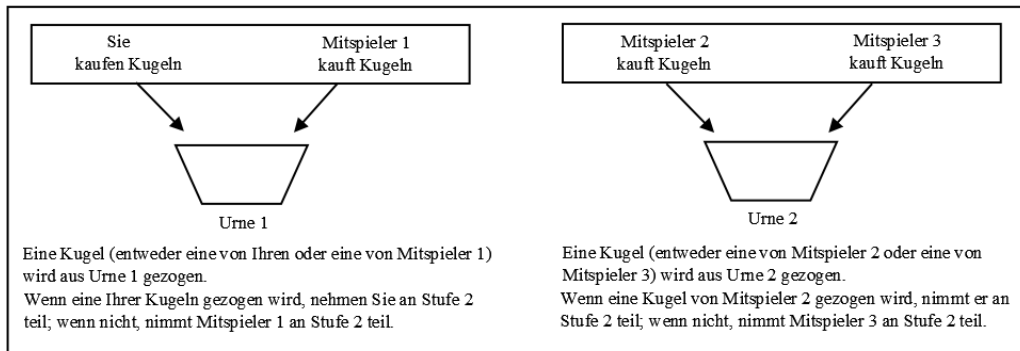 Sie
kaufen Kugeln
Mitspieler 1
kauft Kugeln
Urne 1
Eine Kugel (entweder eine von Ihren oder eine von Mitspieler 1)
wird aus Urne 1 gezogen.
Wenn eine Ihrer Kugeln gezogen wird, nehmen Sie an Stufe 2
teil; wenn nicht, nimmt Mitspieler 1 an Stufe 2 teil.
Mitspieler 2
kauft Kugeln
Mitspieler 3
kauft Kugeln
Urne 2
Eine Kugel (entweder eine von Mitspieler 2 oder eine von
Mitspieler 3) wird aus Urne 2 gezogen.
Wenn eine Kugel von Mitspieler 2 gezogen wird, nimmt er an
Stufe 2 teil; wenn nicht, nimmt Mitspieler 3 an Stufe 2 teil.